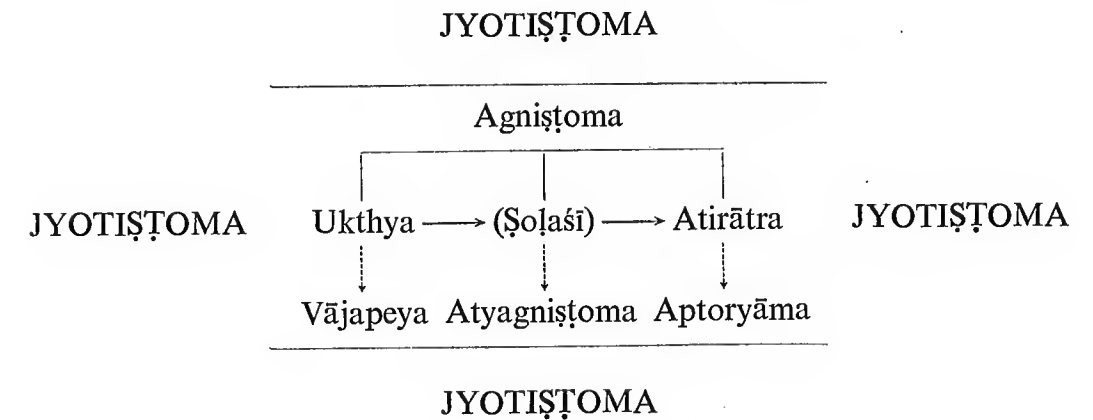 JYOTIṢṬOMA
Agniṣṭoma
JYOTIṢṬOMA Ukthya (Ṣoḷaśī) Atirātra JYOTIṢṬOMA
Vājapeya Atyagniṣṭoma Aptoryāma
JYOTIṢṬOMA